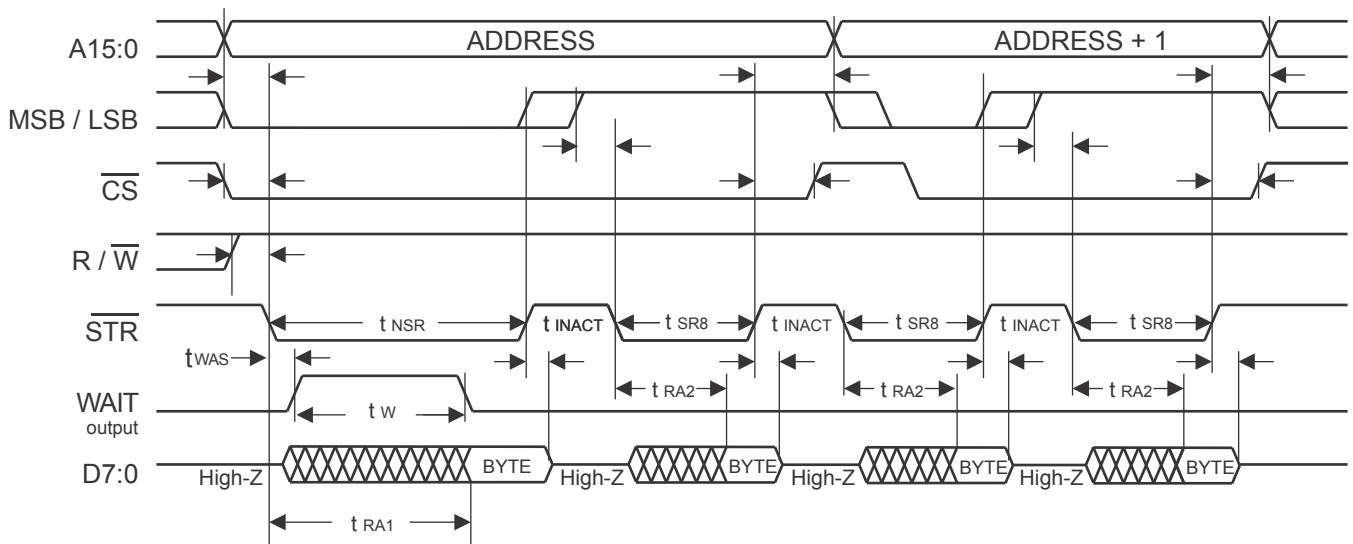 A15:0 ADDRESS ADDRESS + 1
MSB / LSB
CS
R / W
STR t NSR t INACT t SR8 t INACT t SR8 t INACT t SR8
t WAS
WAIT t W t RA2 t RA2 t RA2
output
D7:0 High-Z BYTE High-Z BYTE High-Z BYTE High-Z BYTE
t RA1